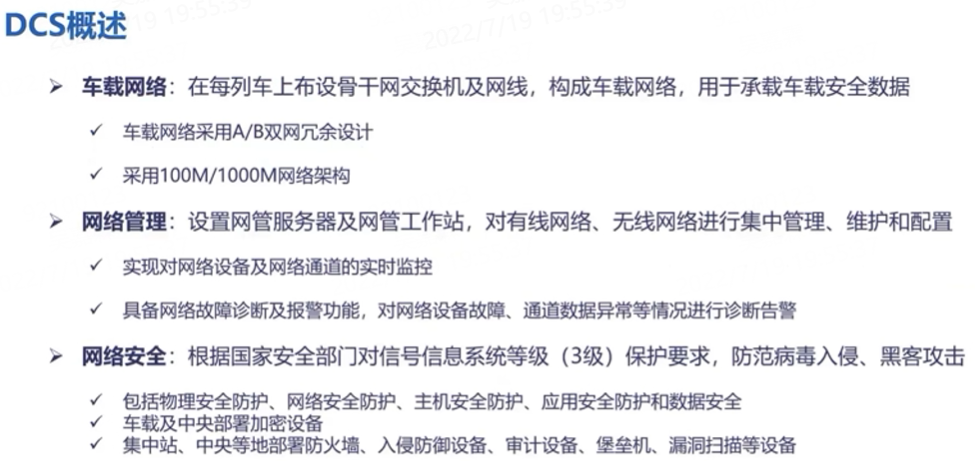 2022/7/19 19:55:39
DCS概述
➢ 车载网络：在每列车上布设骨干网交换机及网线，构成车载网络，用于承载车载安全数据
✓ 车载网络采用A/B双网冗余设计
✓ 采用100M/1000M网络架构
➢ 网络管理：设置网管服务器及网管工作站，对有线网络、无线网络进行集中管理、维护和配置
✓ 实现对网络设备及网络通道的实时监控
✓ 具备网络故障诊断及报警功能，对网络设备故障、通道数据异常等情况进行诊断告警
➢ 网络安全：根据国家安全部门对信号信息系统等级（3级）保护要求，防范病毒入侵、黑客攻击
✓ 包括物理安全防护、网络安全防护、主机安全防护、应用安全防护和数据安全
✓ 车载及中央部署加密设备
✓ 集中站、中央等地部署防火墙、入侵防御设备、审计设备、堡垒机、漏洞扫描等设备